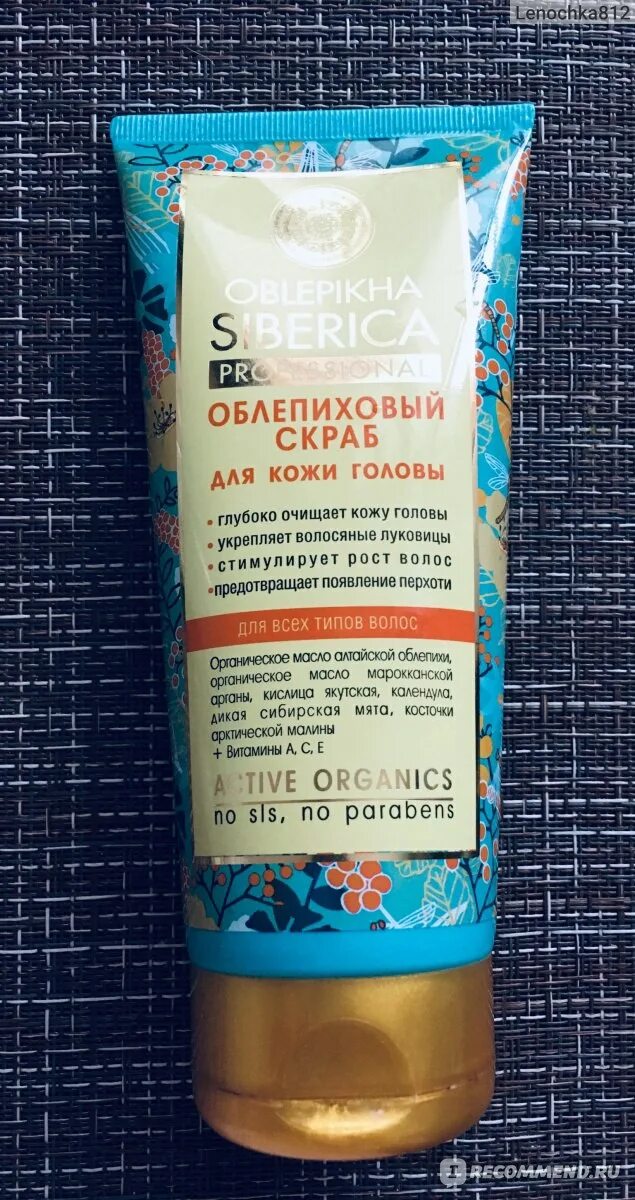 Lenochka812
OBLEPIKHA
SIBERICA
PROFESSIONAL
ОБЛЕПИХОВЫЙ
СКРАБ
ДЛЯ КОЖИ ГОЛОВЫ
• глубоко очищает кожу головы
• укрепляет волосяные луковицы
• стимулирует рост волос
• предотвращает появление перхоти
ДЛЯ ВСЕХ ТИПОВ ВОЛОС
Органическое масло алтайской облепихи,
органическое масло марокканской
арганы, кислица якутская, календула,
дикая сибирская мята, косточки
арктической малины
+ Витамины А, С, Е
ACTIVE ORGANICS
no sls, no parabens
RECOMMEND.RU